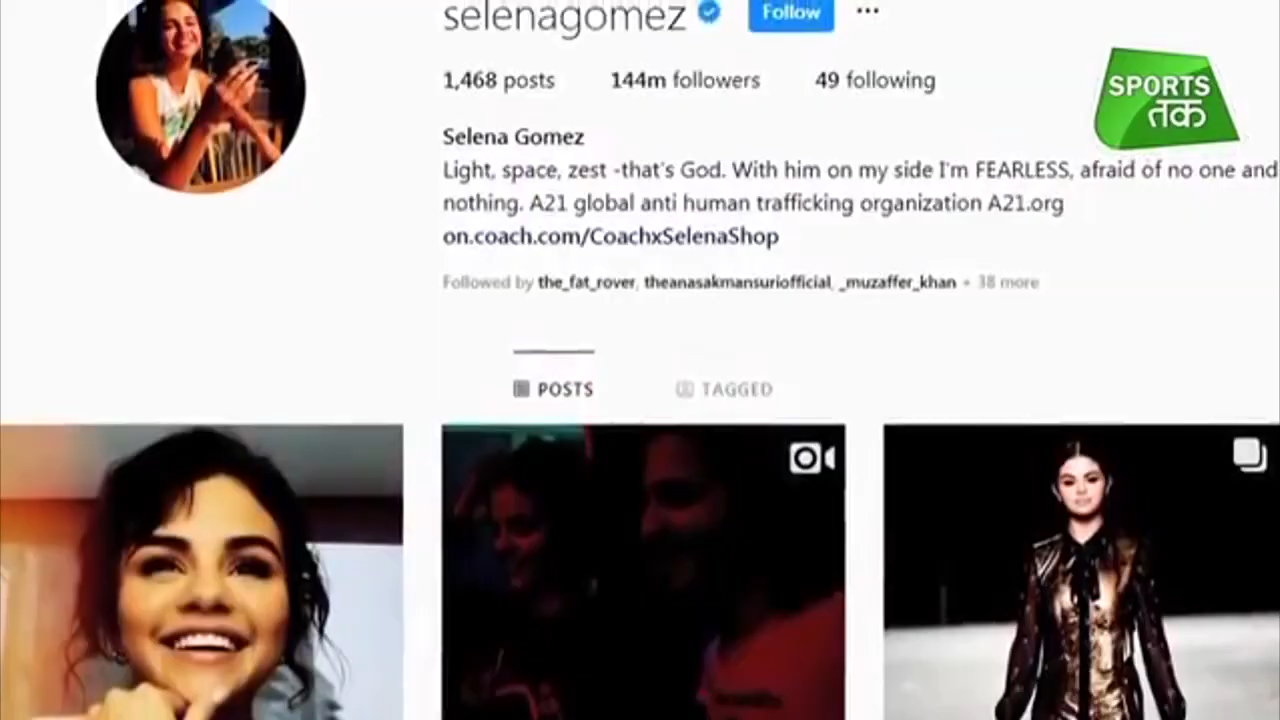 selenagomez Follow ...
1,468 posts 144m followers 49 following
SPORTS
तक
Selena Gomez
Light, space, zest -that's God. With him on my side I'm FEARLESS, afraid of no one and
nothing. A21 global anti human trafficking organization A21.org
on.coach.com/CoachxSelenaShop
Followed by the_fat_rover, theanasakmansuriofficial, _muzaffer_khan • 38 more
POSTS TAGGED